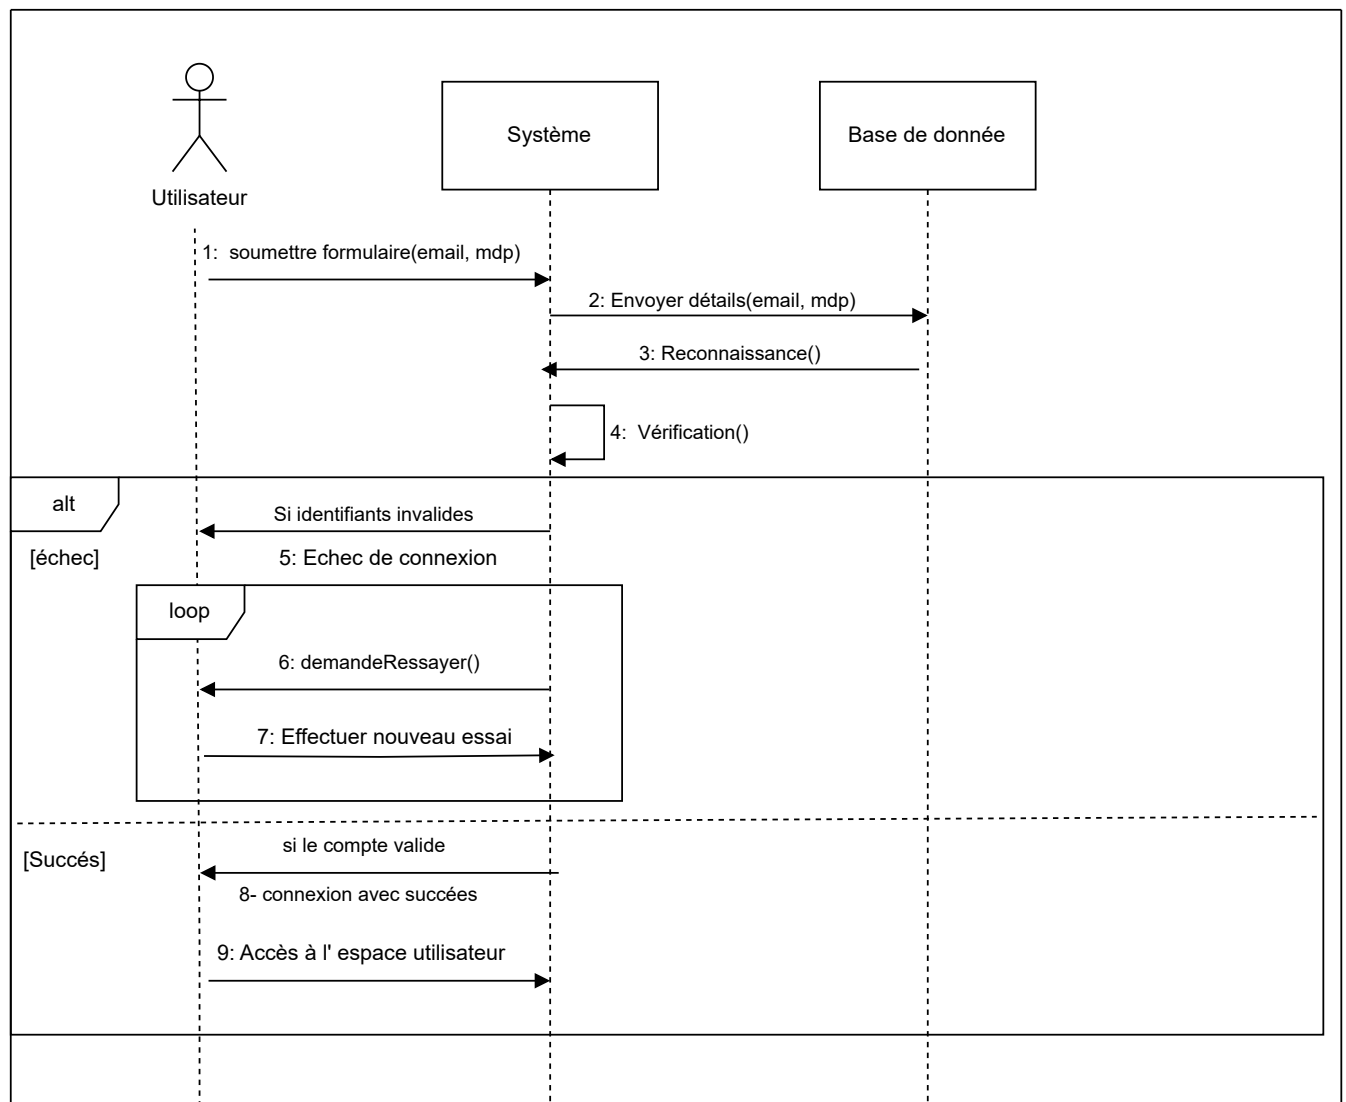 Système
Base de donnée
Utilisateur
1:  soumettre formulaire(email, mdp)
2: Envoyer détails(email, mdp)
3: Reconnaissance()
4:  Vérification()
alt
Si identifiants invalides
[échec]
5: Echec de connexion
loop
6: demandeRessayer()
7: Effectuer nouveau essai
si le compte valide
[Succés]
8- connexion avec succées
9: Accès à l' espace utilisateur